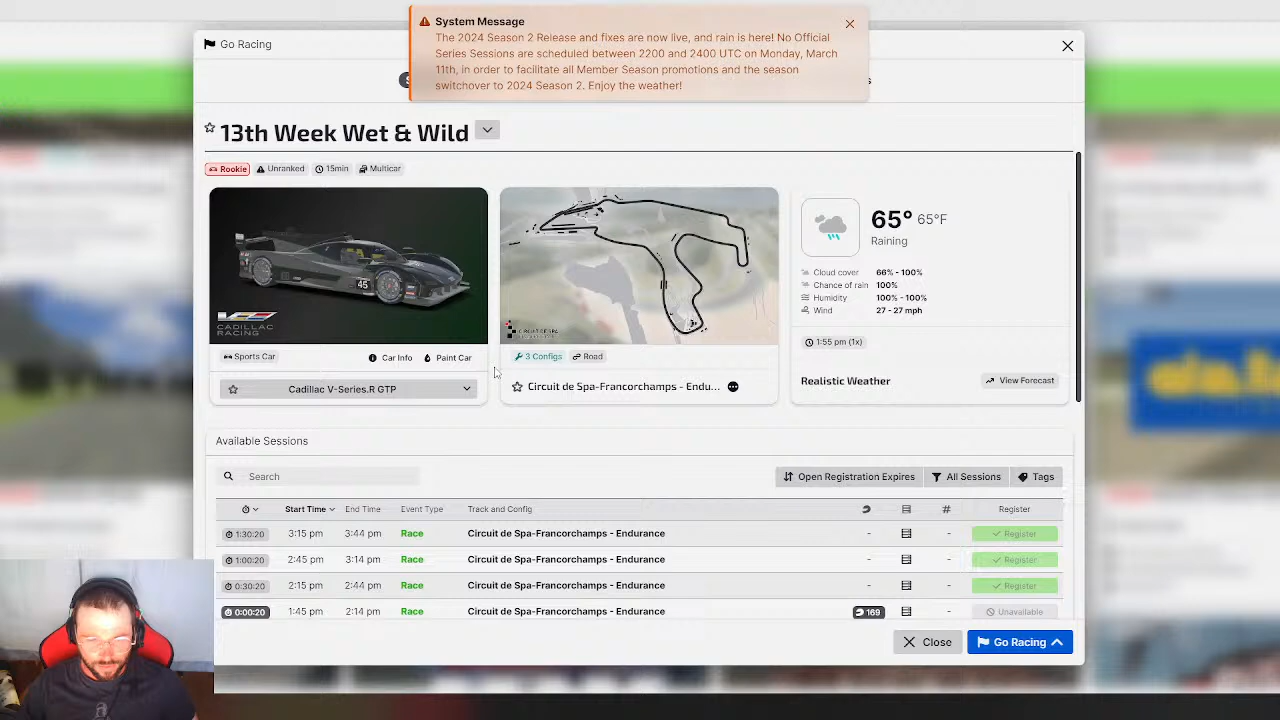 System Message
The 2024 Season 2 Release and fixes are now live, and rain is here! No Official
Series Sessions are scheduled between 2200 and 2400 UTC on Monday, March
11th, in order to facilitate all Member Season promotions and the season
switchover to 2024 Season 2. Enjoy the weather!
Go Racing
13th Week Wet & Wild
Rookie Unranked 15min Multicar
45
CADILLAC
RACING
65° 65°F
Raining
Cloud cover 66% - 100%
Chance of rain 100%
Humidity 100% - 100%
Wind 27 - 27 mph
1:55 pm (1x)
Realistic Weather View Forecast
Sports Car Car Info Paint Car
Cadillac V-Series.R GTP
3 Configs Road
Circuit de Spa-Francorchamps - Endu...
Available Sessions
Search Open Registration Expires All Sessions Tags
Start Time End Time Event Type Track and Config # Register
1:30:20 3:15 pm 3:44 pm Race Circuit de Spa-Francorchamps - Endurance - - Register
1:00:20 2:45 pm 3:14 pm Race Circuit de Spa-Francorchamps - Endurance - - Register
0:30:20 2:15 pm 2:44 pm Race Circuit de Spa-Francorchamps - Endurance - - Register
0:00:20 1:45 pm 2:14 pm Race Circuit de Spa-Francorchamps - Endurance 169 - Unavailable
Close Go Racing